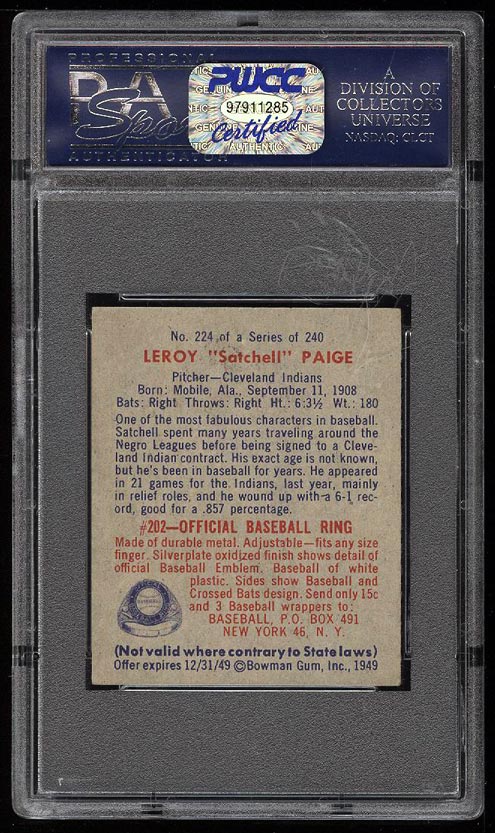 PROFESSIONAL
PSA
Spo
AUTHENTICATOR
PWCC
97911285
Certified
AUTHENTIC
A
DIVISION OF
COLLECTORS
UNIVERSE
NASDAQ: CLCT
No. 224 of a Series of 240
LEROY "Satchell" PAIGE
Pitcher—Cleveland Indians
Born: Mobile, Ala., September 11, 1908
Bats: Right Throws: Right Ht.: 6:3½ Wt.: 180
One of the most fabulous characters in baseball.
Satchell spent many years traveling around the
Negro Leagues before being signed to a Cleve-
land Indian contract. His exact age is not known,
but he's been in baseball for years. He appeared
in 21 games for the Indians, last year, mainly
in relief roles, and he wound up with a 6-1 rec-
ord, good for a .857 percentage.
#202—OFFICIAL BASEBALL RING
Made of durable metal. Adjustable—fits any size
finger. Silverplate oxidized finish shows detail of
official Baseball Emblem. Baseball of white
plastic. Sides show Baseball and
Crossed Bats design. Send only 15c
and 3 Baseball wrappers to:
BASEBALL, P.O. BOX 491
NEW YORK 46, N. Y.
(Not valid where contrary to State laws)
Offer expires 12/31/49 ©Bowman Gum, Inc., 1949